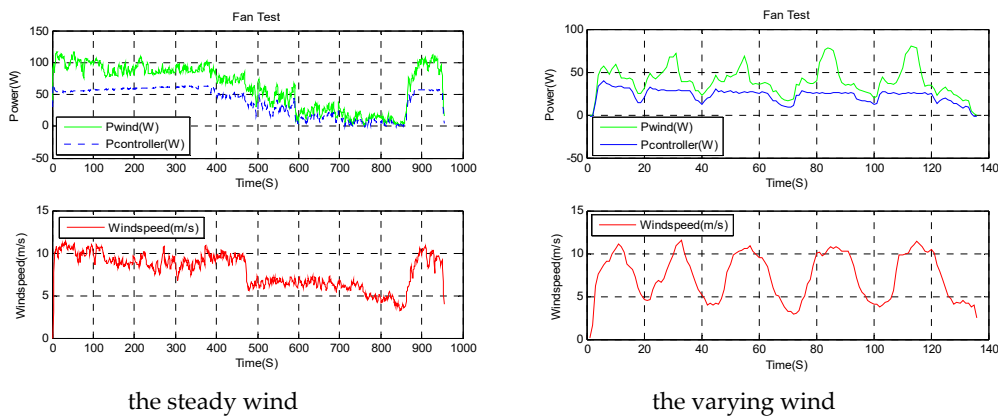 Fan Test
150
100
50
0
-50
Power(W)
Pwind(W)
Pcontroller(W)
0 100 200 300 400 500 600 700 800 900 1000
Time(S)
15
10
5
0
Windspeed(m/s)
Windspeed(m/s)
0 100 200 300 400 500 600 700 800 900 1000
Time(S)
the steady wind
Fan Test
100
50
0
-50
Power(W)
Pwind(W)
Pcontroller(W)
0 20 40 60 80 100 120 140
Time(S)
15
10
5
0
Windspeed(m/s)
Windspeed(m/s)
0 20 40 60 80 100 120 140
Time(S)
the varying wind